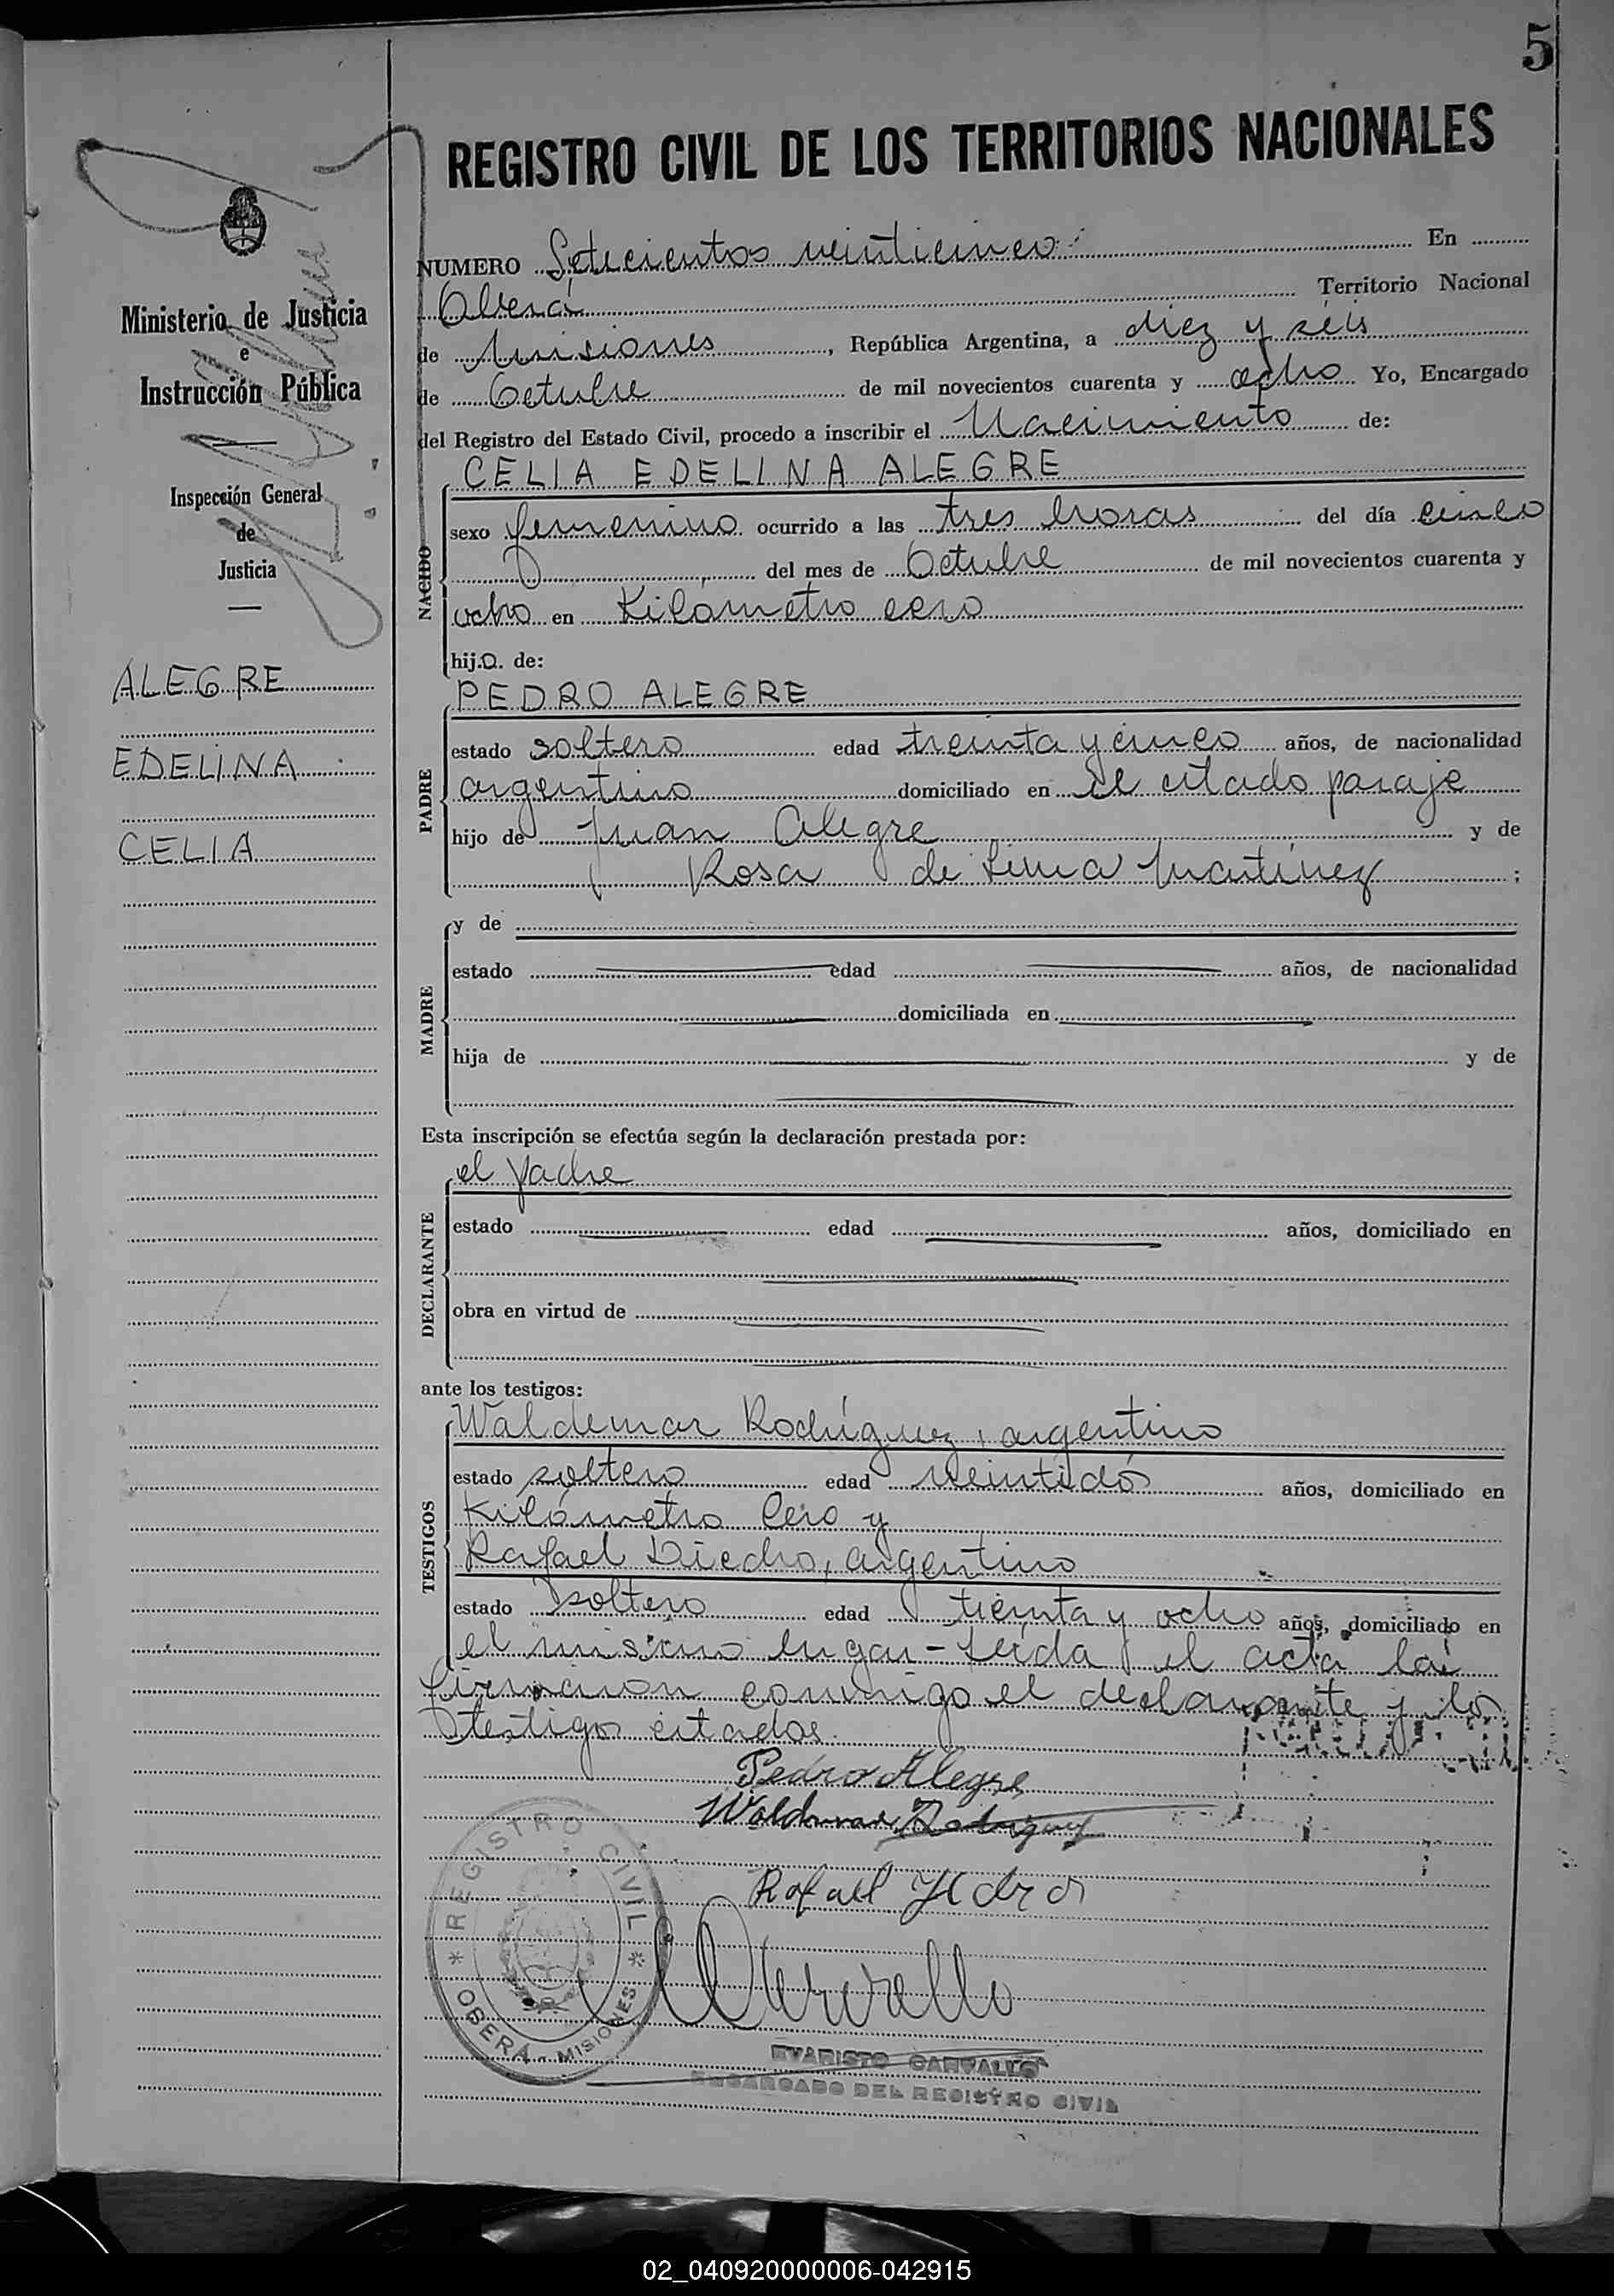 5
REGISTRO CIVIL DE LOS TERRITORIOS NACIONALES
Ministerio de Justicia
e
Instrucción Pública
Inspección General
de
Justicia
ALEGRE
EDELINA
CELIA
NUMERO Setecientos veinticinco En
Oberá Territorio Nacional
de Misiones, República Argentina, a diez y séis
de Octubre de mil novecientos cuarenta y ocho Yo, Encargado
del Registro del Estado Civil, procedo a inscribir el Nacimiento de:
NACIDO
CELIA EDELINA ALEGRE
sexo femenino ocurrido a las tres horas del día cinco
del mes de Octubre de mil novecientos cuarenta y
ocho en Kilómetro cero
hij.a. de:
PADRE
PEDRO ALEGRE
estado soltero edad treinta y cinco años, de nacionalidad
argentino domiciliado en el citado paraje
hijo de Juan Alegre y de
Rosa de Lima Martínez ;
MADRE
y de
estado edad años, de nacionalidad
domiciliada en
hija de y de
Esta inscripción se efectúa según la declaración prestada por:
DECLARANTE
el padre
estado edad años, domiciliado en
obra en virtud de
ante los testigos:
TESTIGOS
Waldemar Rodríguez, argentino
estado soltero edad veintidós años, domiciliado en
Kilómetro Cero y
Rafael, argentino
estado soltero edad treinta y ocho años, domiciliado en
el mismo lugar - Leída el acta la
firmaron conmigo el declarante y los
testigos citados.
Pedro Alegre
Waldemar Rodriguez
Rafael
REGISTRO CIVIL
OBERÁ - MISIONES
Carvallo
EVARISTO CARVALLO
ENCARGADO DEL REGISTRO CIVIL
02_040920000006-042915